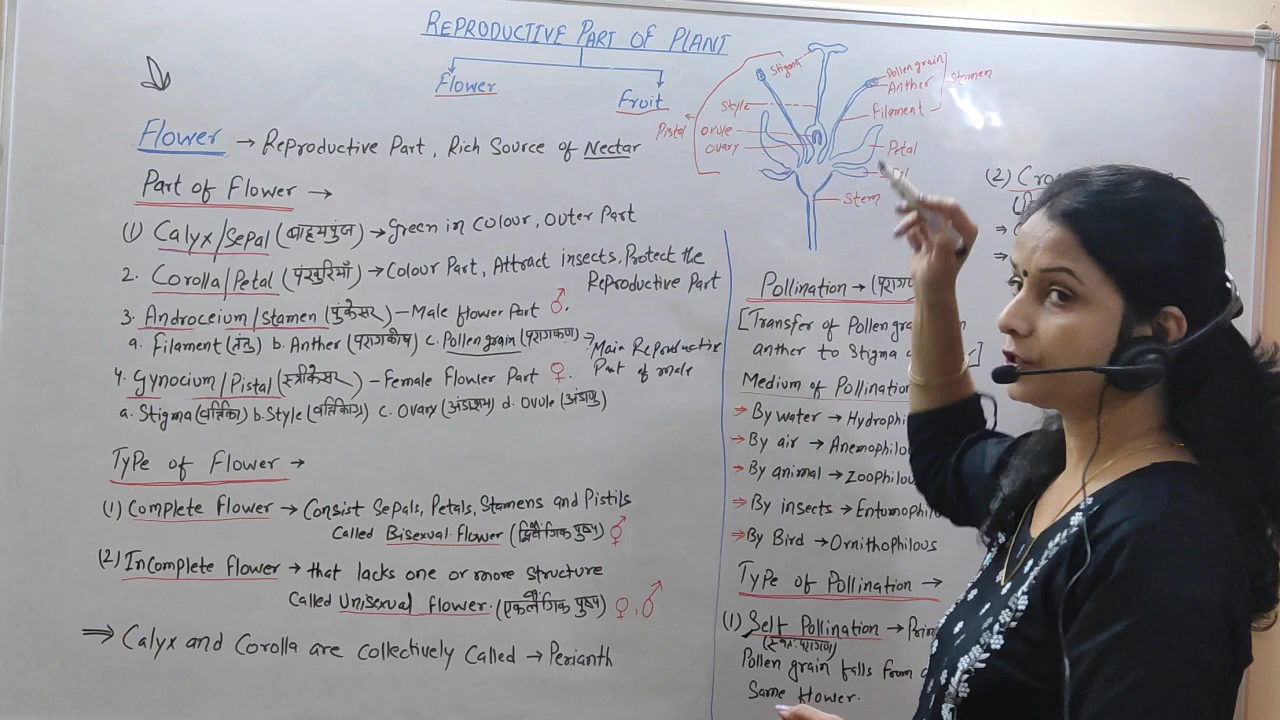 REPRODUCTIVE PART OF PLANT
Flower
Fruit
Flower → Reproductive Part, Rich Source of Nectar
Part of Flower →
(1) Calyx/Sepal (बाह्यपुंज) → Green in Colour, Outer Part
2. Corolla/Petal (पंखुरियाँ) → Colour Part, Attract insects, Protect the
Reproductive Part
3. Androceium/Stamen (पुंकेसर) – Male flower Part ♂.
a. Filament (तंतु) b. Anther (परागकोष) c. Pollen grain (परागकण) → Main Reproductive
Part of male
4. Gynocium/Pistal (स्त्रीकेसर) – Female Flower Part ♀.
a. Stigma (वर्तिका) b. Style (वर्तिकाग्र) c. Ovary (अंडाशय) d. Ovule (अंडाणु)
Type of Flower →
(1) Complete flower → Consist Sepals, Petals, Stamens and Pistils
Called Bisexual flower (द्विलैंगिक पुष्प) ⚥
(2) Incomplete flower → that lacks one or more structure
Called Unisexual flower. (एकलैंगिक पुष्प) ♀, ♂
⇒ Calyx and Corolla are collectively called → Perianth
Stigma
Style
Ovule
Ovary
Pistal
Pollen grain
Anther
Filament
Stamen
Petal
Stem
Pollination →
[Transfer of Pollen
anther to Stigma ]
Medium of Pollination
⇒ By water →
⇒ By air →
⇒ By animal →
⇒ By insects →
⇒ By Bird → Ornithophilous
Type of Pollination →
(1) Self Pollination →
(स्वतः परागण)
Pollen grain falls from
Same flower.
(2)